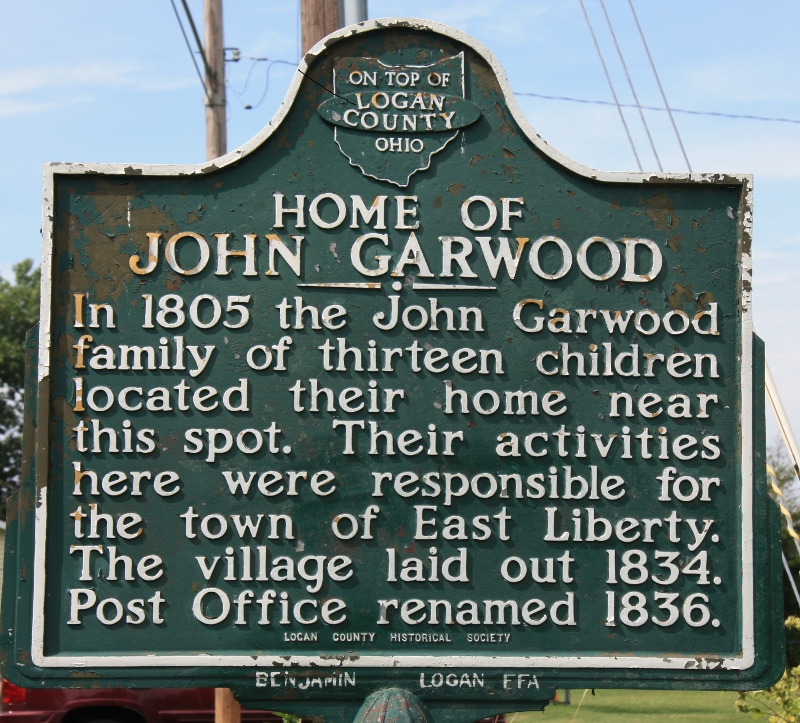 ON TOP OF
LOGAN
COUNTY
OHIO
HOME OF
JOHN GARWOOD
In 1805 the John Garwood
family of thirteen children
located their home near
this spot. Their activities
here were responsible for
the town of East Liberty.
The village laid out 1834.
Post Office renamed 1836.
LOGAN COUNTY HISTORICAL SOCIETY
BENJAMIN LOGAN FFA